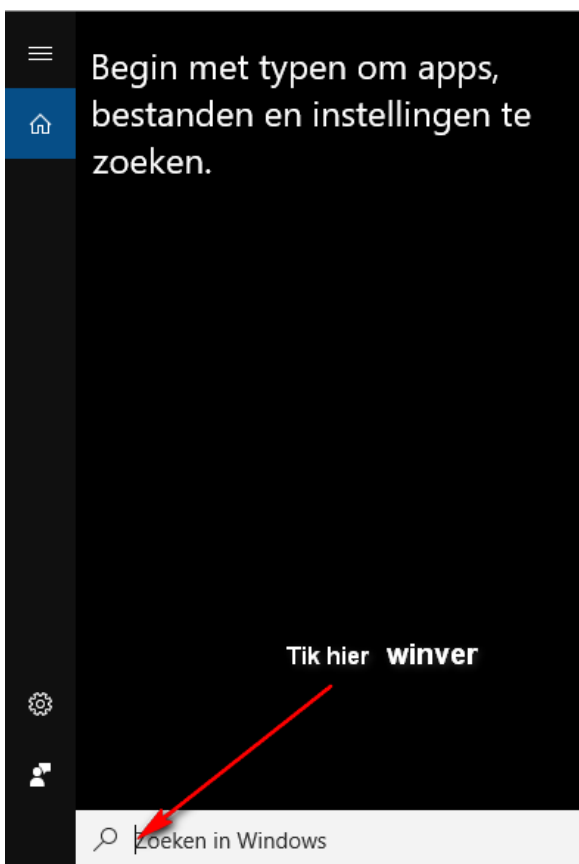 Begin met typen om apps,
bestanden en instellingen te
zoeken.
Tik hier winver
Zoeken in Windows